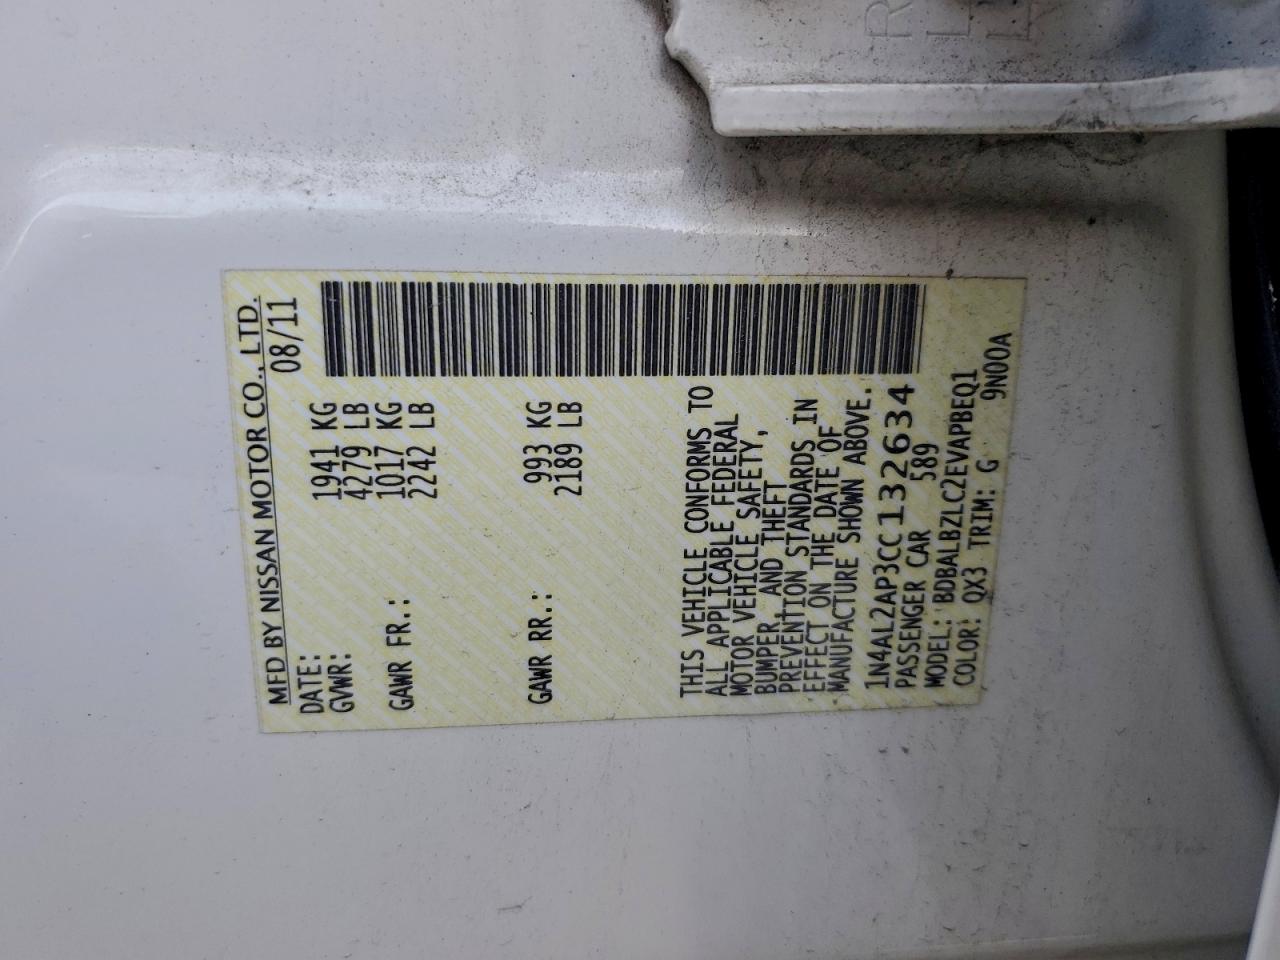 MFD BY NISSAN MOTOR CO., LTD.
DATE: 08/11
GVWR: 1941 KG
4279 LB
GAWR FR.: 1017 KG
2242 LB
GAWR RR.: 993 KG
2189 LB
THIS VEHICLE CONFORMS TO
ALL APPLICABLE FEDERAL
MOTOR VEHICLE SAFETY,
BUMPER, AND THEFT
PREVENTION STANDARDS IN
EFFECT ON THE DATE OF
MANUFACTURE SHOWN ABOVE.
1N4AL2AP3CC132634
PASSENGER CAR 589
MODEL: BDBALBZLC2EVAPBEQ1
COLOR: QX3 TRIM: G 9N00A